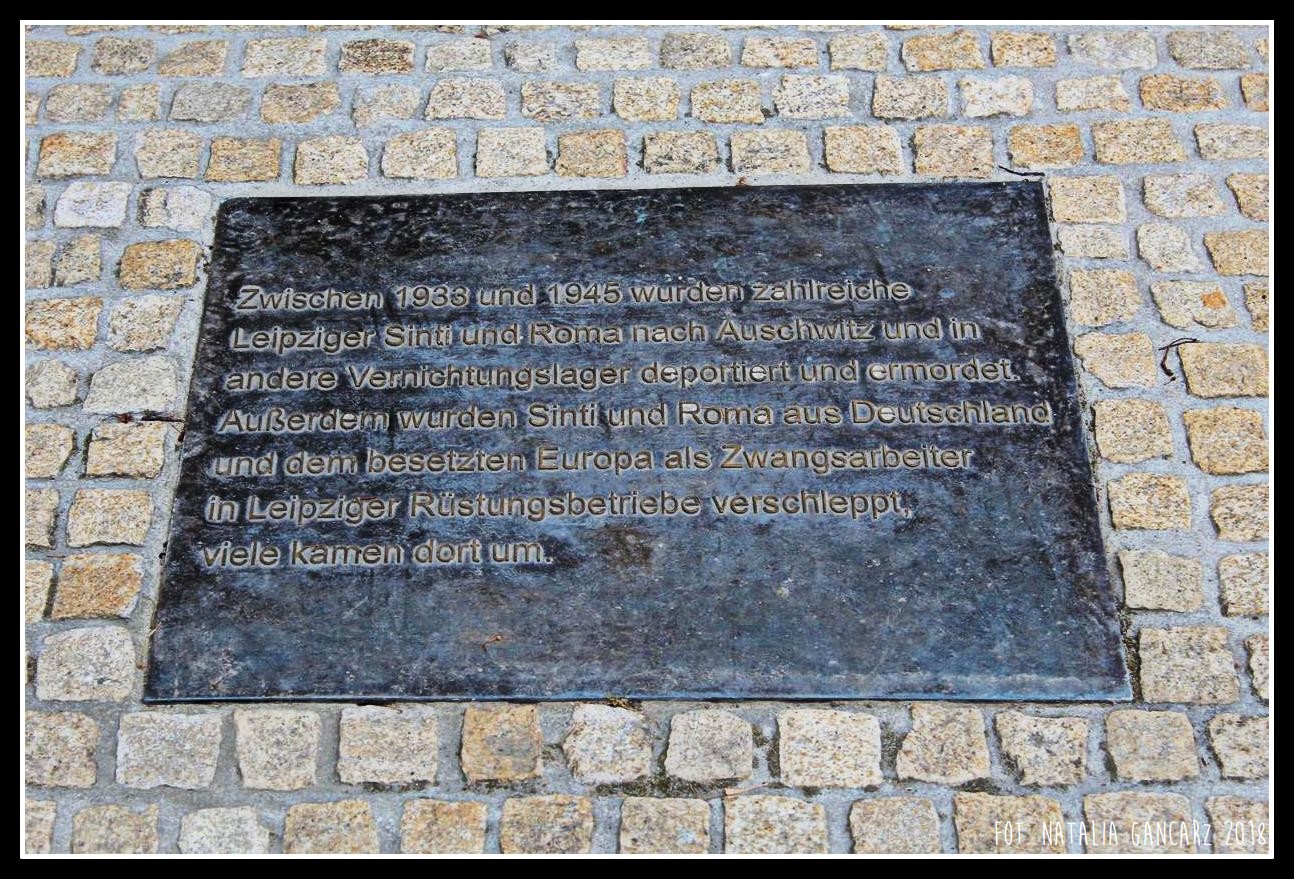 Zwischen 1933 und 1945 wurden zahlreiche
Leipziger Sinti und Roma nach Auschwitz und in
andere Vernichtungslager deportiert und ermordet.
Außerdem wurden Sinti und Roma aus Deutschland
und dem besetzten Europa als Zwangsarbeiter
in Leipziger Rüstungsbetriebe verschleppt,
viele kamen dort um.
FOT. NATALIA GANCARZ 2018